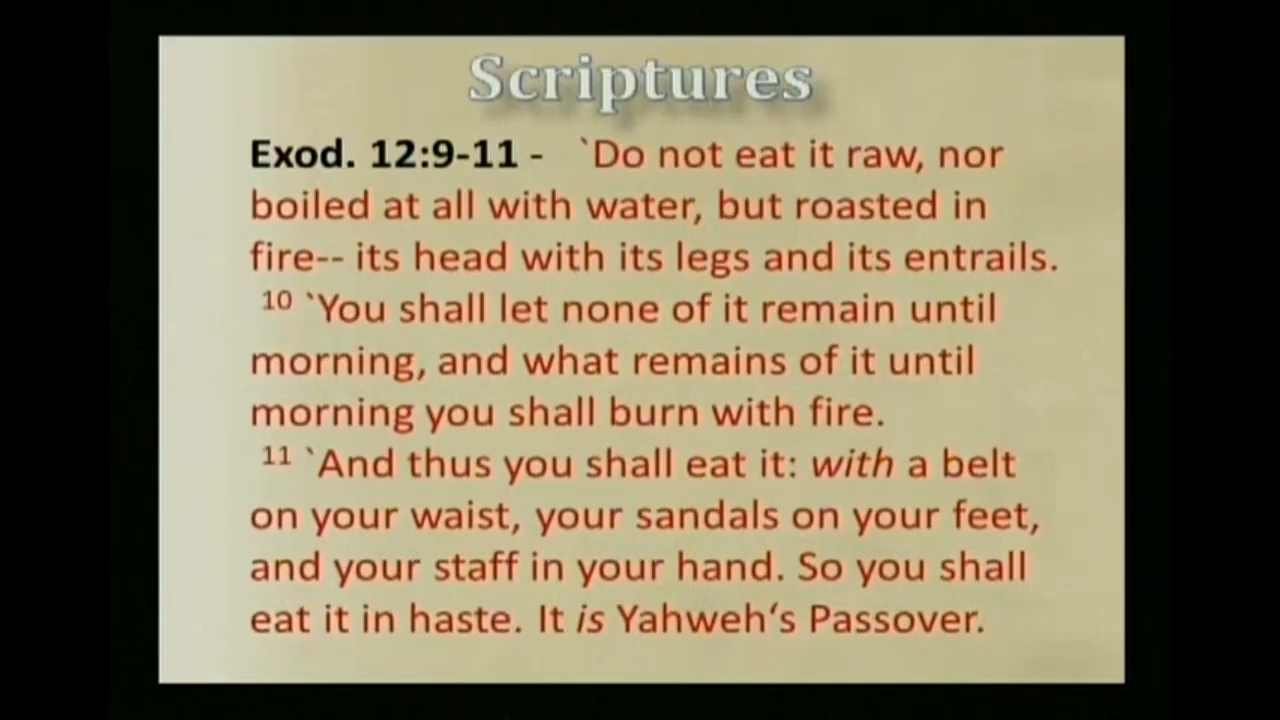 Scriptures
Exod. 12:9-11 - `Do not eat it raw, nor
boiled at all with water, but roasted in
fire-- its head with its legs and its entrails.
10 `You shall let none of it remain until
morning, and what remains of it until
morning you shall burn with fire.
11 `And thus you shall eat it: with a belt
on your waist, your sandals on your feet,
and your staff in your hand. So you shall
eat it in haste. It is Yahweh‘s Passover.